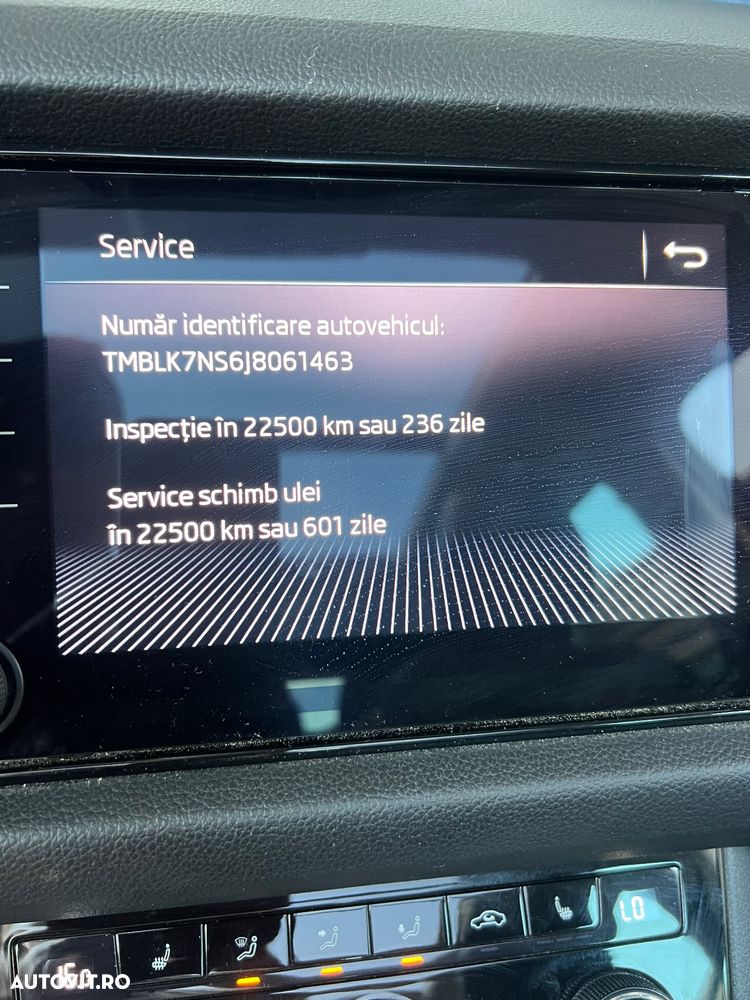 Service
Număr identificare autovehicul:
TMBLK7NS6J8061463
Inspecție în 22500 km sau 236 zile
Service schimb ulei
în 22500 km sau 601 zile
LO
AUTOVIT.RO